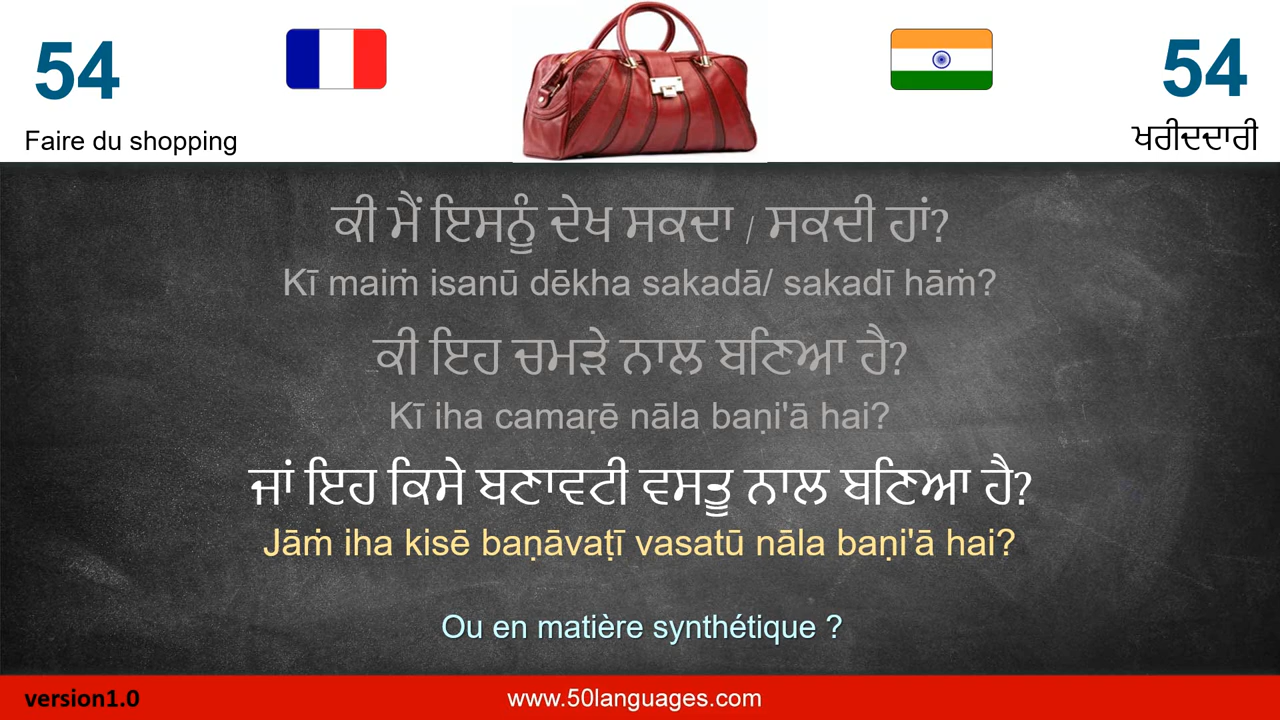 54
54
Faire du shopping
ਖਰੀਦਦਾਰੀ
ਕੀ ਮੈਂ ਇਸਨੂੰ ਦੇਖ ਸਕਦਾ / ਸਕਦੀ ਹਾਂ?
Kī maiṁ isanū dēkha sakadā/ sakadī hāṁ?
ਕੀ ਇਹ ਚਮੜੇ ਨਾਲ ਬਣਿਆ ਹੈ?
Kī iha camaṛē nāla baṇi'ā hai?
ਜਾਂ ਇਹ ਕਿਸੇ ਬਣਾਵਟੀ ਵਸਤੂ ਨਾਲ ਬਣਿਆ ਹੈ?
Jāṁ iha kisē baṇāvaṭī vasatū nāla baṇi'ā hai?
Ou en matière synthétique ?
version1.0
www.50languages.com